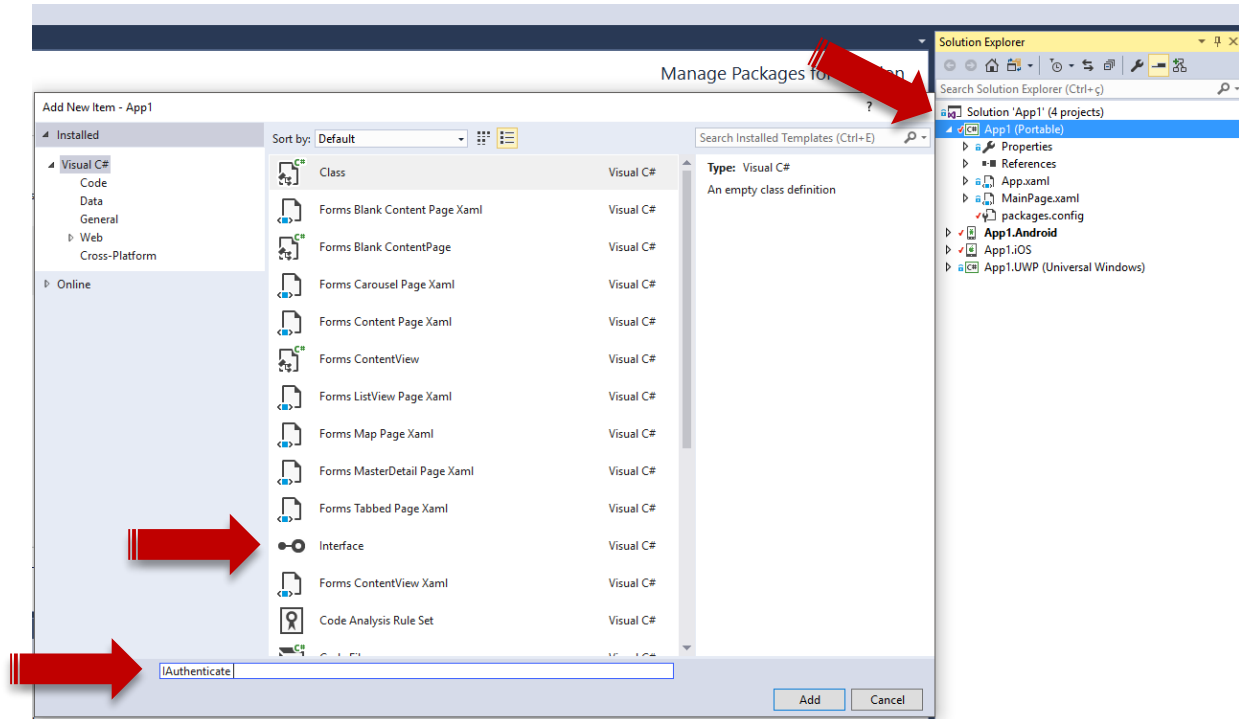 Solution Explorer
Manage Packages for
Search Solution Explorer (Ctrl+ç)
Add New Item - App1
?
Solution 'App1' (4 projects)
App1 (Portable)
Properties
References
App.xaml
MainPage.xaml
packages.config
App1.Android
App1.iOS
App1.UWP (Universal Windows)
Installed
Sort by: Default
Search Installed Templates (Ctrl+E)
Visual C#
Code
Data
General
Web
Cross-Platform
Online
Class Visual C#
Forms Blank Content Page Xaml Visual C#
Forms Blank ContentPage Visual C#
Forms Carousel Page Xaml Visual C#
Forms Content Page Xaml Visual C#
Forms ContentView Visual C#
Forms ListView Page Xaml Visual C#
Forms Map Page Xaml Visual C#
Forms MasterDetail Page Xaml Visual C#
Forms Tabbed Page Xaml Visual C#
Interface Visual C#
Forms ContentView Xaml Visual C#
Code Analysis Rule Set Visual C#
Type: Visual C#
An empty class definition
IAuthenticate
Add Cancel